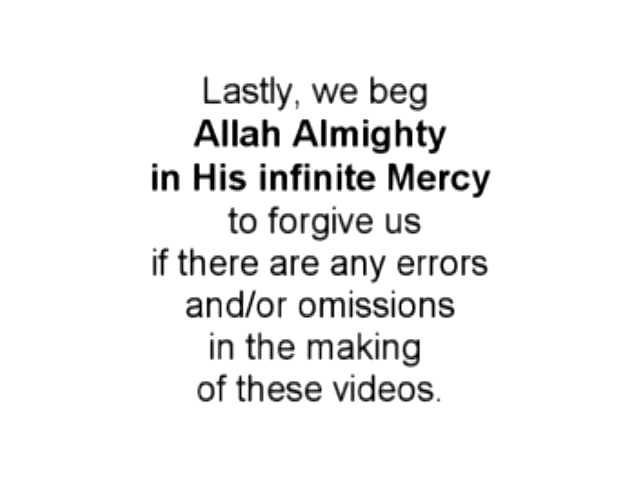 Lastly, we beg
Allah Almighty
in His infinite Mercy
to forgive us
if there are any errors
and/or omissions
in the making
of these videos.